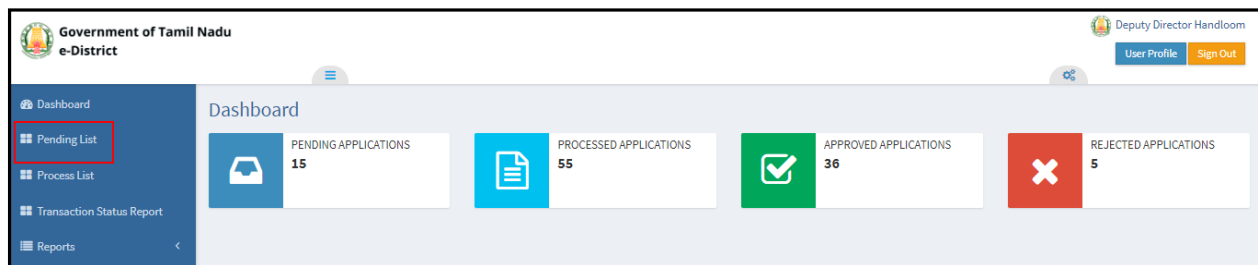 Government of Tamil Nadu
e-District
Deputy Director Handloom
User Profile
Sign Out
Dashboard
Pending List
Process List
Transaction Status Report
Reports
Dashboard
PENDING APPLICATIONS
15
PROCESSED APPLICATIONS
55
APPROVED APPLICATIONS
36
REJECTED APPLICATIONS
5